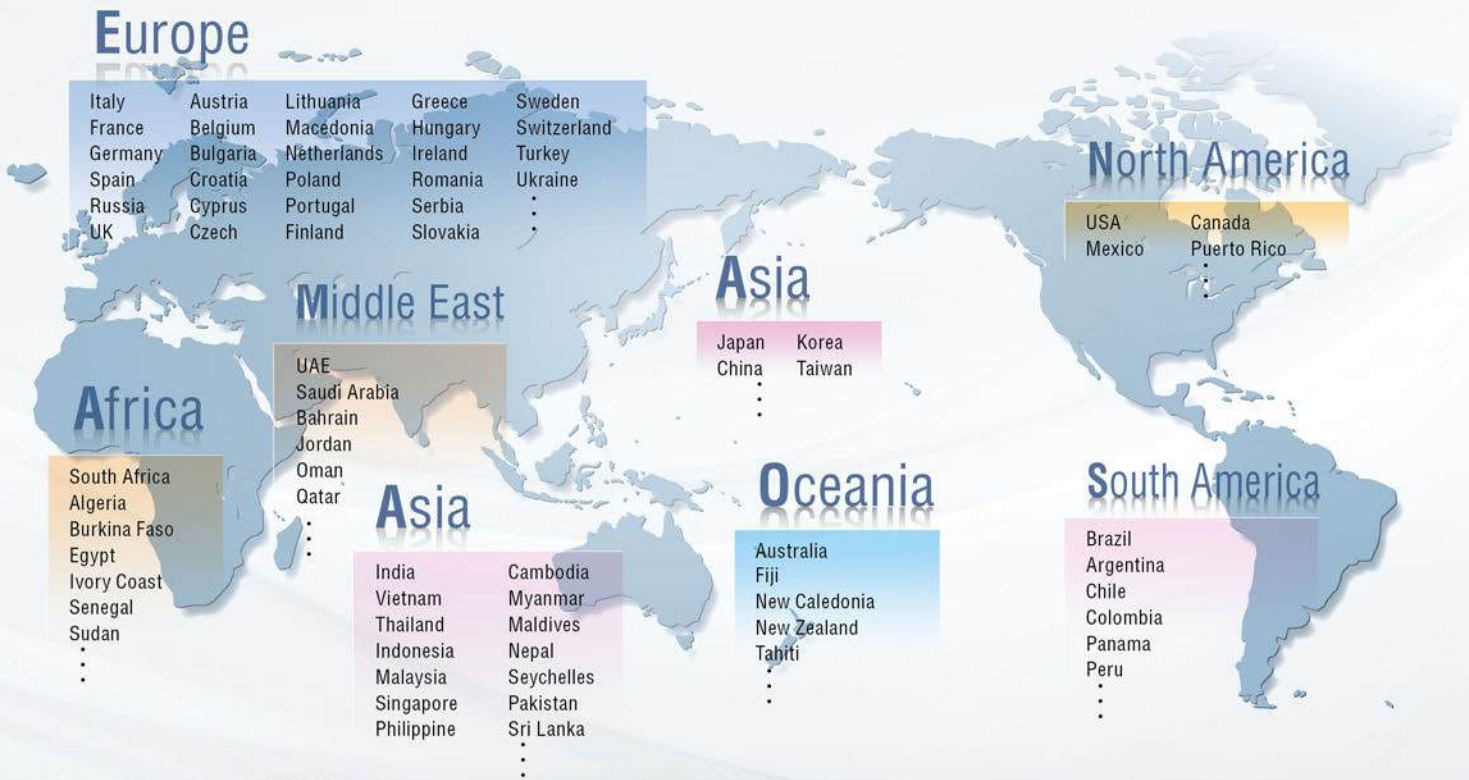 Europe
Italy Austria Lithuania Greece Sweden
France Belgium Macedonia Hungary Switzerland
Germany Bulgaria Netherlands Ireland Turkey
Spain Croatia Poland Romania Ukraine
Russia Cyprus Portugal Serbia
UK Czech Finland Slovakia
North America
USA Canada
Mexico Puerto Rico
Middle East
UAE
Saudi Arabia
Bahrain
Jordan
Oman
Qatar
Asia
Japan Korea
China Taiwan
Africa
South Africa
Algeria
Burkina Faso
Egypt
Ivory Coast
Senegal
Sudan
Asia
India Cambodia
Vietnam Myanmar
Thailand Maldives
Indonesia Nepal
Malaysia Seychelles
Singapore Pakistan
Philippine Sri Lanka
Oceania
Australia
Fiji
New Caledonia
New Zealand
Tahiti
South America
Brazil
Argentina
Chile
Colombia
Panama
Peru